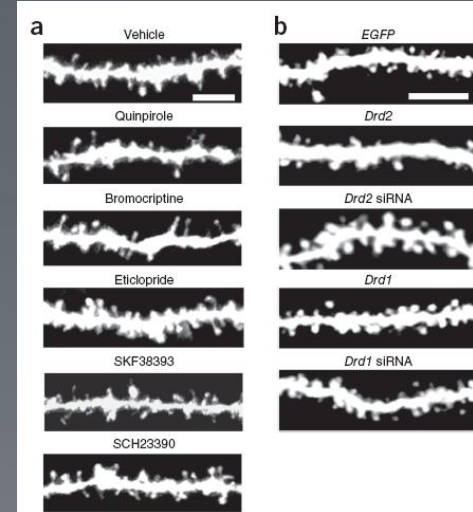 a
Vehicle
Quinpirole
Bromocriptine
Eticlopride
SKF38393
SCH23390
b
EGFP
Drd2
Drd2 siRNA
Drd1
Drd1 siRNA